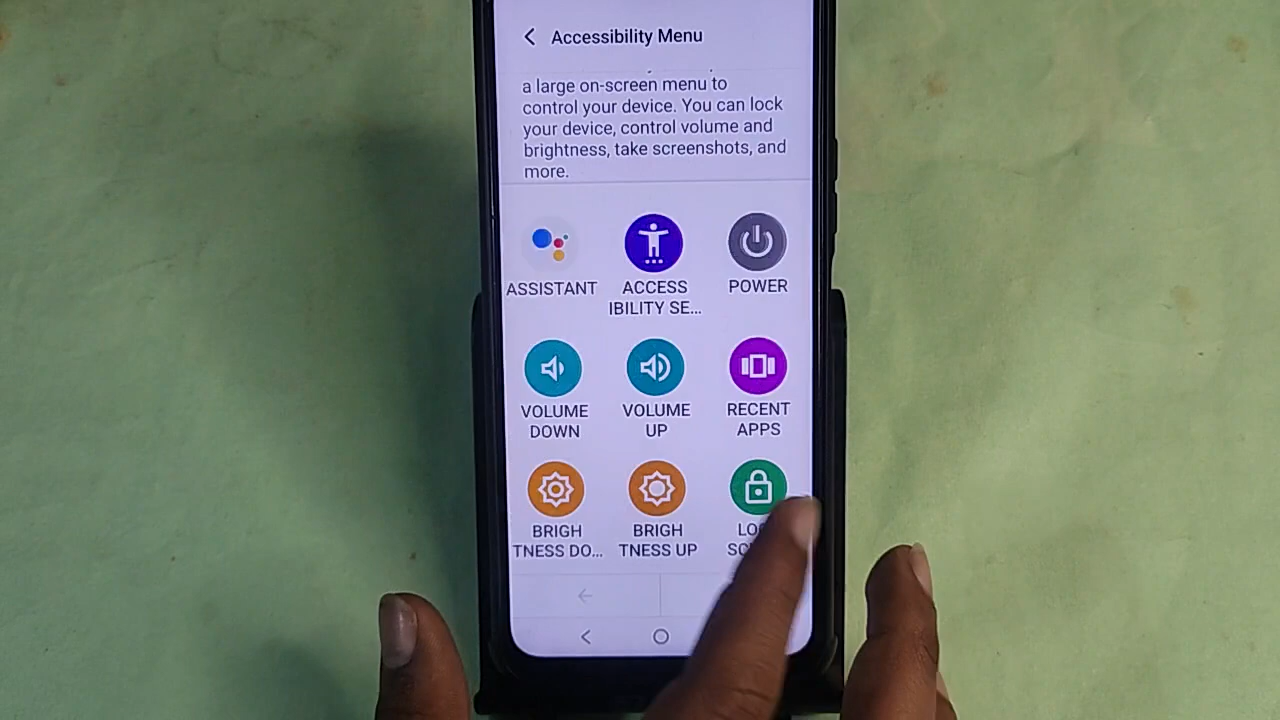 Accessibility Menu
a large on-screen menu to
control your device. You can lock
your device, control volume and
brightness, take screenshots, and
more.
ASSISTANT
ACCESS
IBILITY SE...
POWER
VOLUME
DOWN
VOLUME
UP
RECENT
APPS
BRIGH
TNESS DO...
BRIGH
TNESS UP